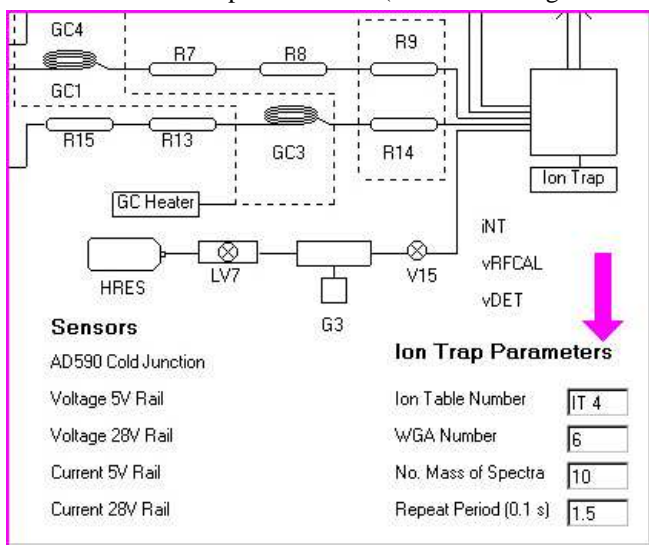 GC4
R7
R8
R9
GC1
R15
R13
GC3
R14
Ion Trap
GC Heater
iNT
HRES
LV7
V15
vRFCAL
vDET
G3
Sensors
Ion Trap Parameters
AD590 Cold Junction
Voltage 5V Rail
Ion Table Number IT 4
Voltage 28V Rail
WGA Number 6
Current 5V Rail
No. Mass of Spectra 10
Current 28V Rail
Repeat Period (0.1 s) 1.5